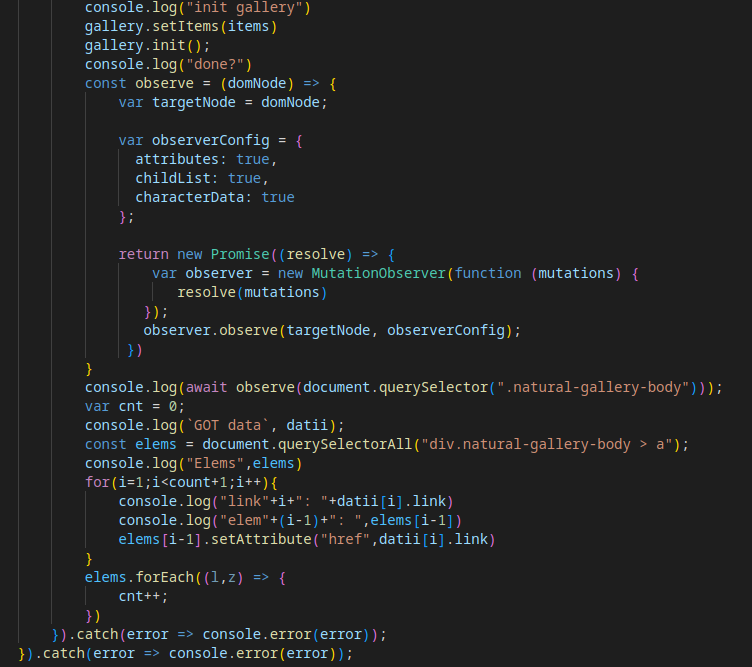 console.log("init gallery")
gallery.setItems(items)
gallery.init();
console.log("done?")
const observe = (domNode) => {
var targetNode = domNode;
var observerConfig = {
attributes: true,
childList: true,
characterData: true
};
return new Promise((resolve) => {
var observer = new MutationObserver(function (mutations) {
resolve(mutations)
});
observer.observe(targetNode, observerConfig);
})
}
console.log(await observe(document.querySelector(".natural-gallery-body")));
var cnt = 0;
console.log(`GOT data`, datii);
const elems = document.querySelectorAll("div.natural-gallery-body > a");
console.log("Elems",elems)
for(i=1;i<count+1;i++){
console.log("link"+i+": "+datii[i].link)
console.log("elem"+(i-1)+": ",elems[i-1])
elems[i-1].setAttribute("href",datii[i].link)
}
elems.forEach((l,z) => {
cnt++;
})
}).catch(error => console.error(error));
}).catch(error => console.error(error));